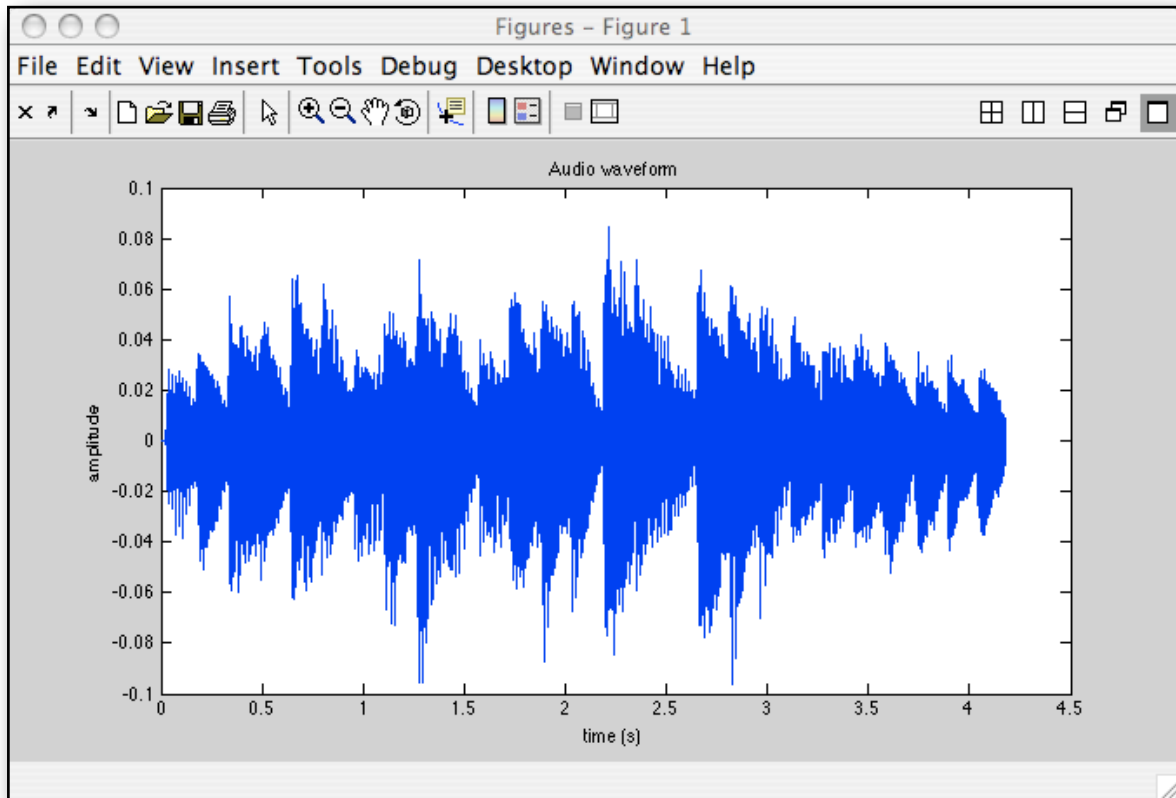 Figures – Figure 1
File Edit View Insert Tools Debug Desktop Window Help
Audio waveform
0.1
0.08
0.06
0.04
0.02
0
-0.02
-0.04
-0.06
-0.08
-0.1
amplitude
0 0.5 1 1.5 2 2.5 3 3.5 4 4.5
time (s)